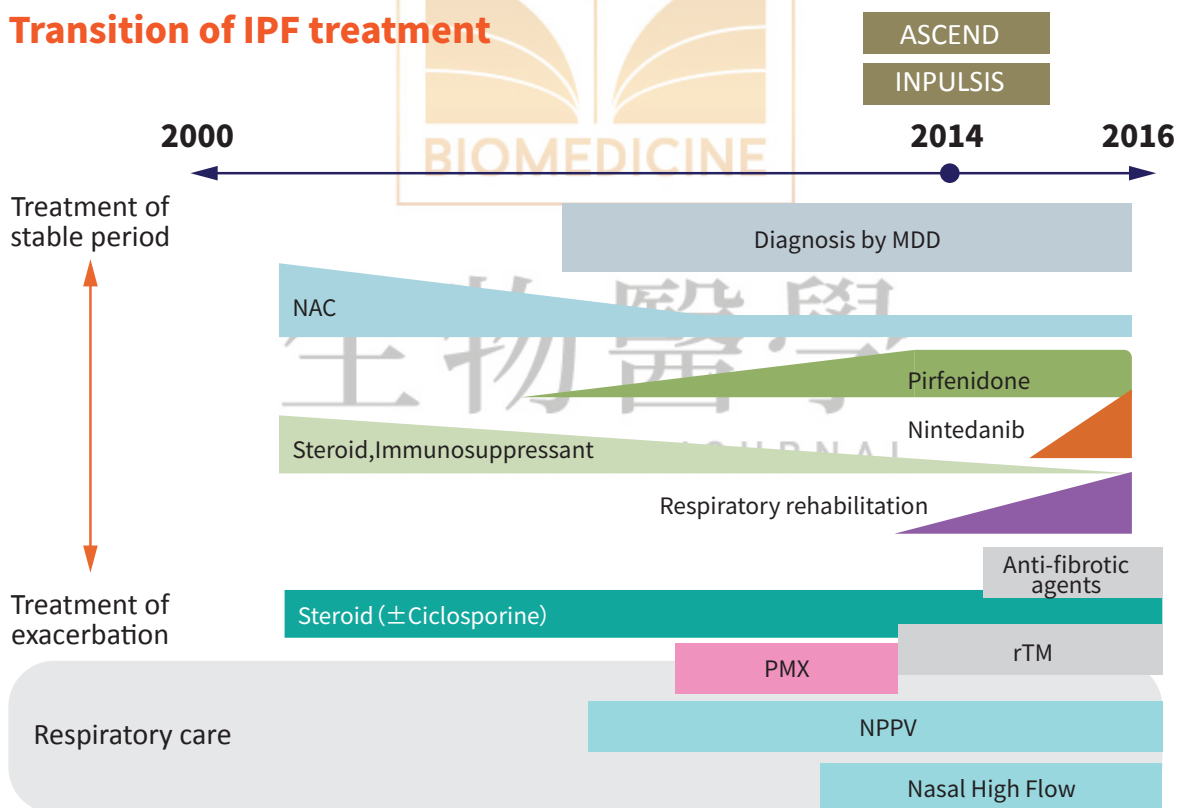 Transition of IPF treatment
ASCEND
INPULSIS
2000
2014
2016
BIOMEDICINE
Treatment of
stable period
Diagnosis by MDD
NAC
生物醫學
Pirfenidone
Nintedanib
Steroid,Immunosuppressant
Respiratory rehabilitation
Anti-fibrotic
agents
Treatment of
exacerbation
Steroid (±Ciclosporine)
rTM
PMX
Respiratory care
NPPV
Nasal High Flow